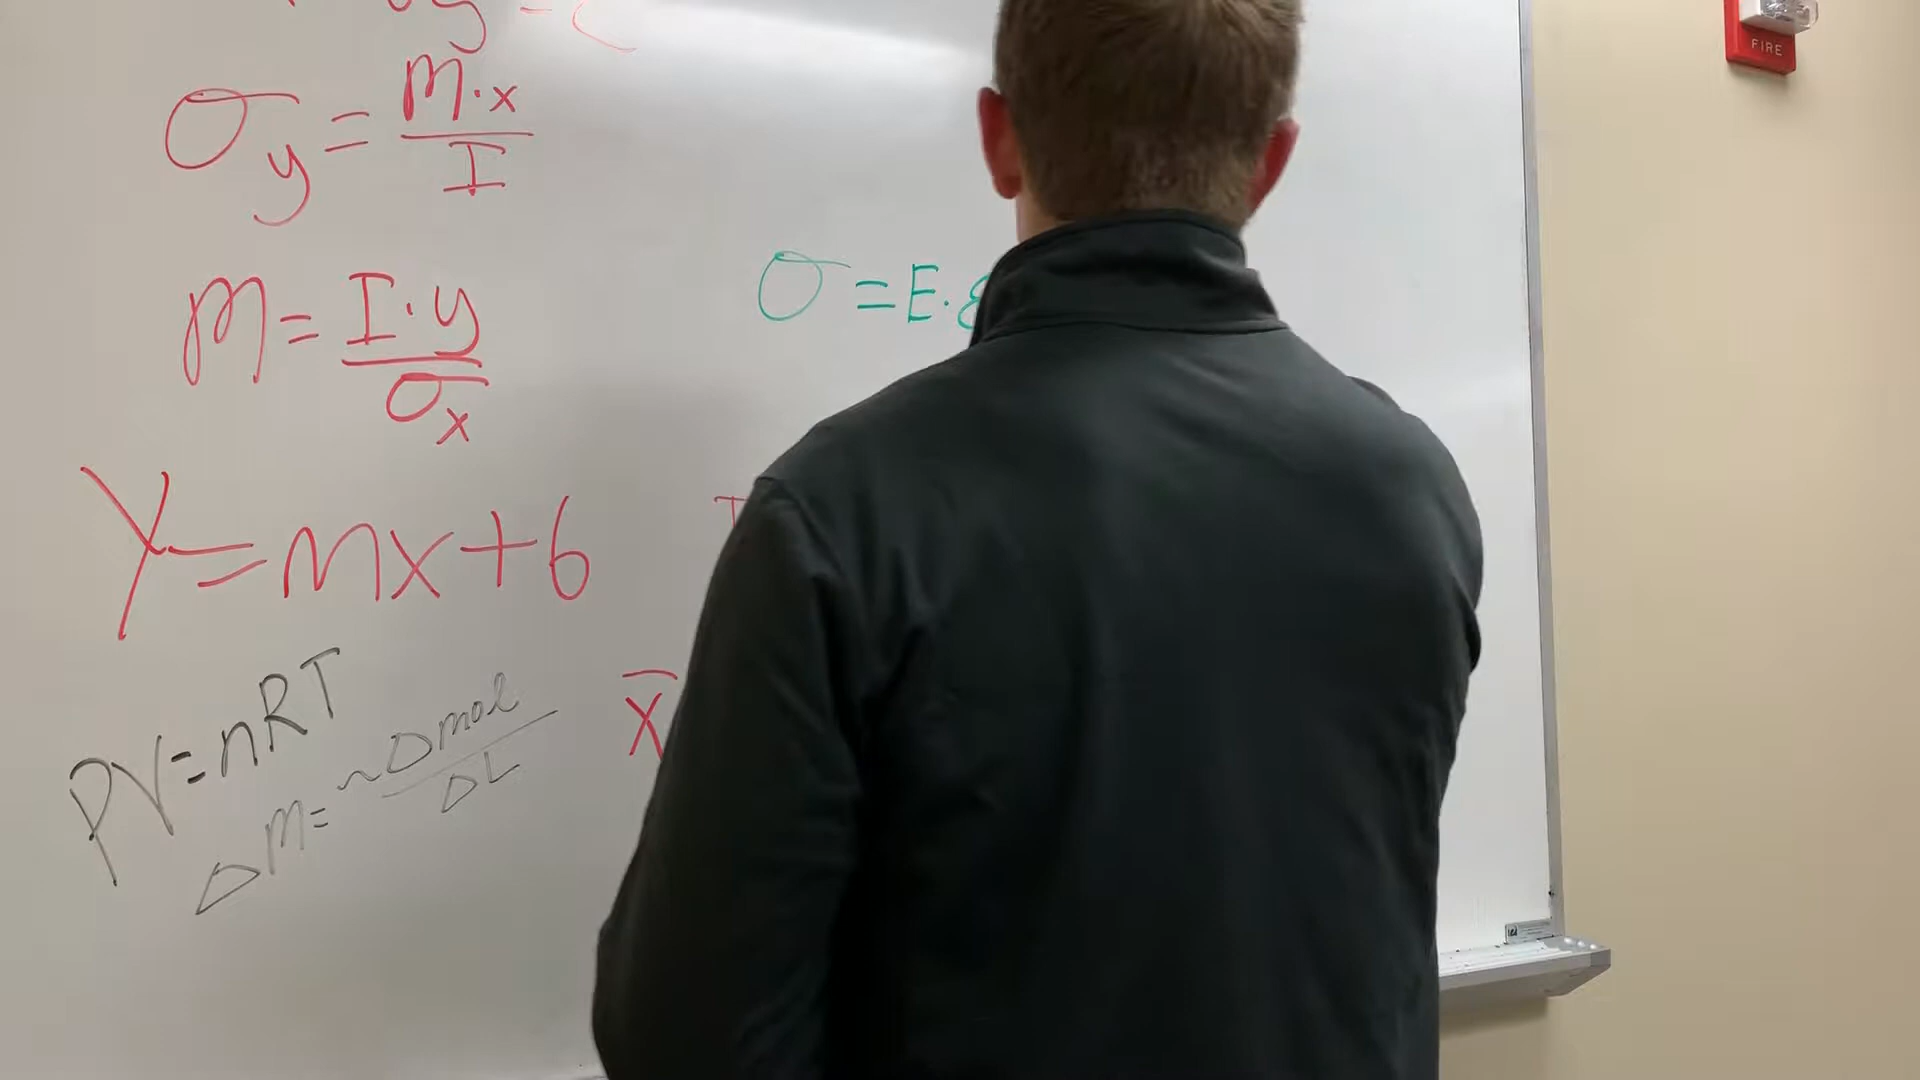 σy = M·x / I
M = I·y / σx
σ = E·ε
Y=mx+6
PV=nRT
ΔM= ~Δmol / ΔL
x̄
FIRE